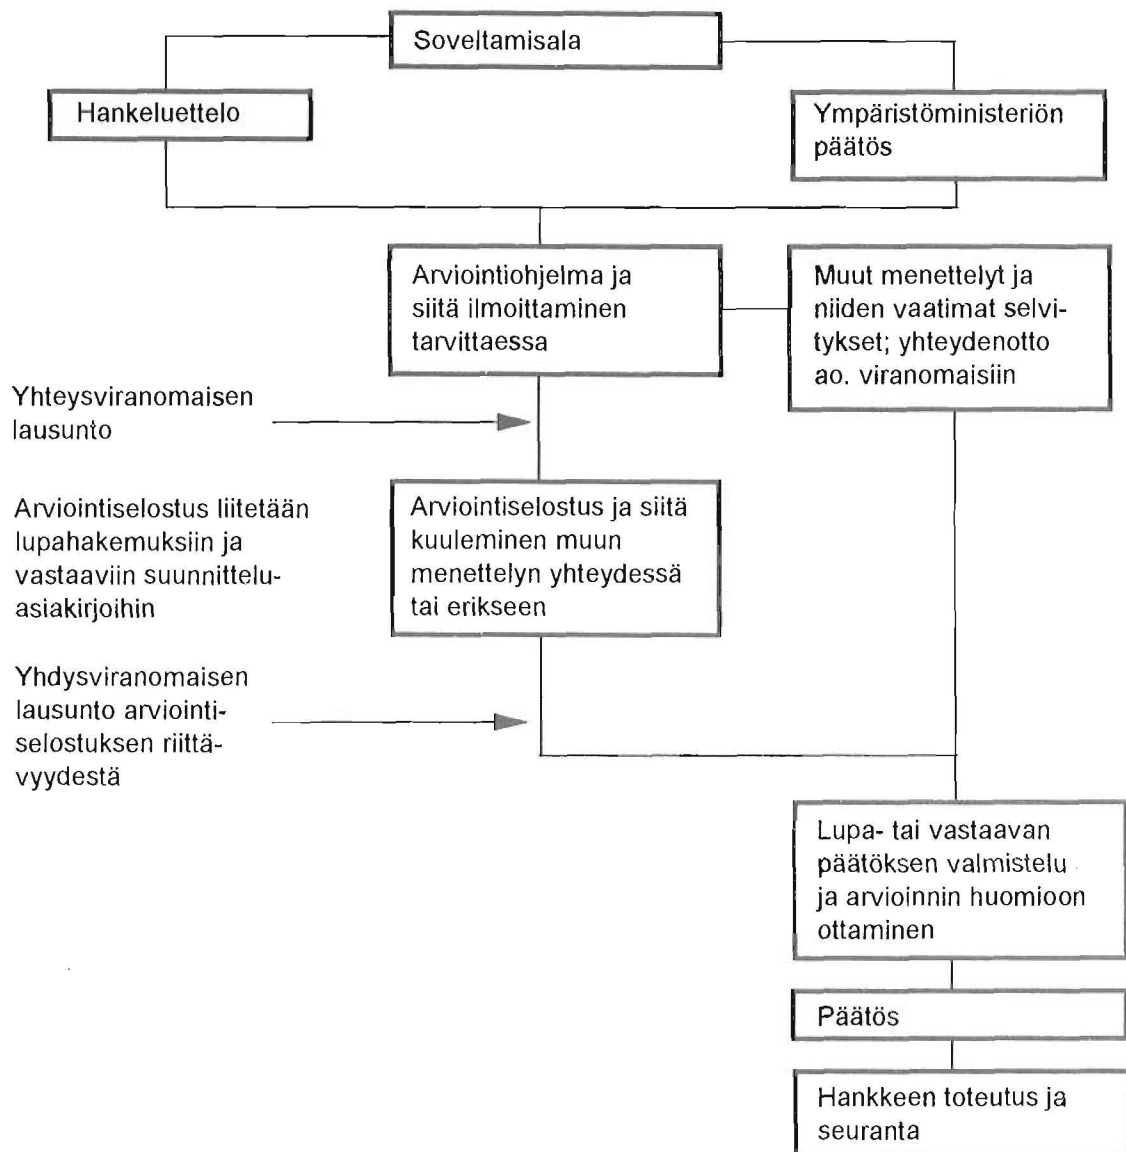 Soveltamisala
Hankeluettelo
Ympäristöministeriön
päätös
Arviointiohjelma ja
siitä ilmoittaminen
tarvittaessa
Muut menettelyt ja
niiden vaatimat selvi-
tykset; yhteydenotto
ao. viranomaisiin
Yhteysviranomaisen
lausunto
Arviointiselostus liitetään
lupahakemuksiin ja
vastaaviin suunnittelu-
asiakirjoihin
Arviointiselostus ja siitä
kuuleminen muun
menettelyn yhteydessä
tai erikseen
Yhdysviranomaisen
lausunto arviointi-
selostuksen riittä-
vyydestä
Lupa- tai vastaavan
päätöksen valmistelu
ja arvioinnin huomioon
ottaminen
Päätös
Hankkeen toteutus ja
seuranta